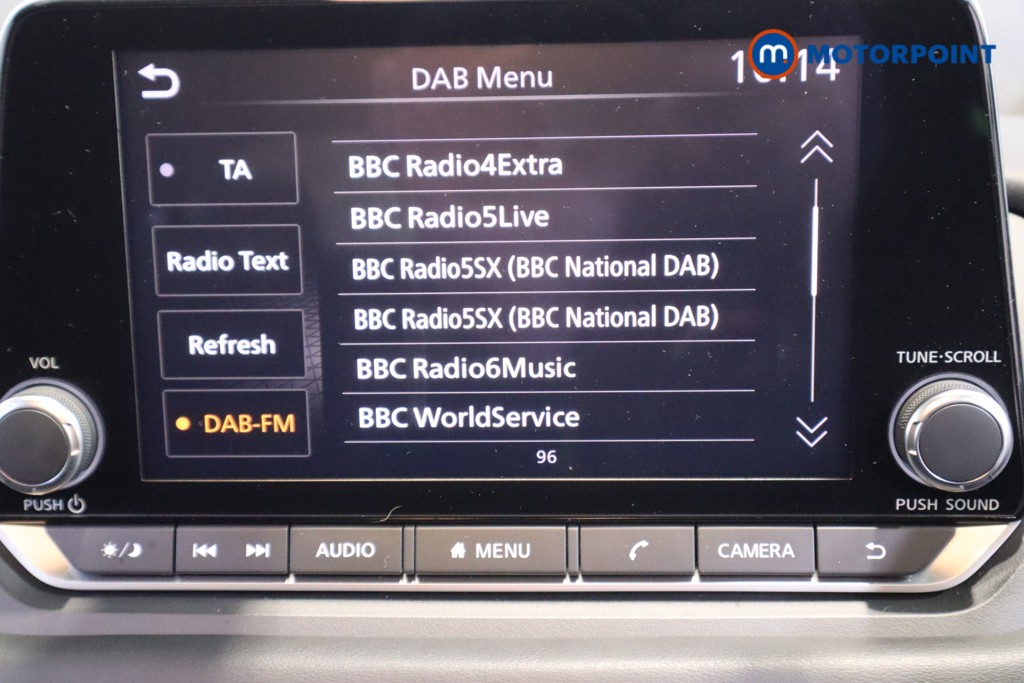 MOTORPOINT
DAB Menu
TA
Radio Text
Refresh
DAB-FM
BBC Radio4Extra
BBC Radio5Live
BBC Radio5SX (BBC National DAB)
BBC Radio5SX (BBC National DAB)
BBC Radio6Music
BBC WorldService
96
VOL
PUSH
TUNE·SCROLL
PUSH SOUND
AUDIO
MENU
CAMERA